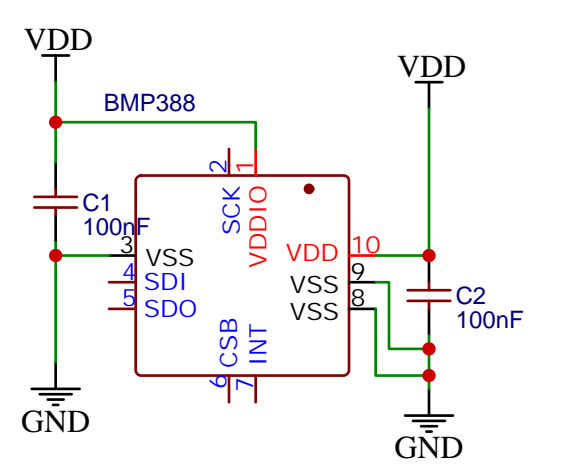 VDD
VDD
BMP388
2
1
SCK
VDDIO
C1
100nF
3
VSS
VDD
10
4
SDI
VSS
9
5
SDO
VSS
8
C2
100nF
CSB
INT
6
7
GND
GND